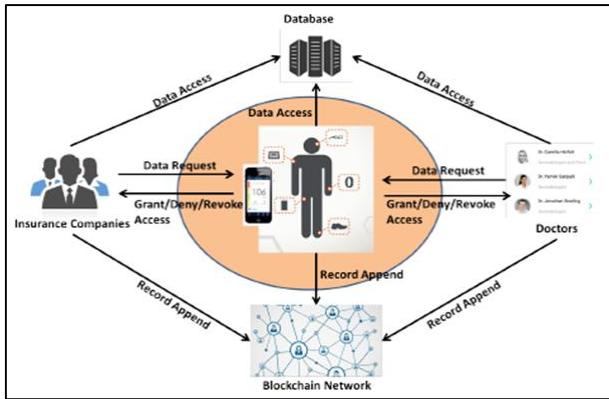 Database
Data Access
Data Access
Data Access
Data Request
Data Request
106
Grant/Deny/Revoke
Access
Grant/Deny/Revoke
Access
Insurance Companies
Doctors
Record Append
Record Append
Record Append
Blockchain Network